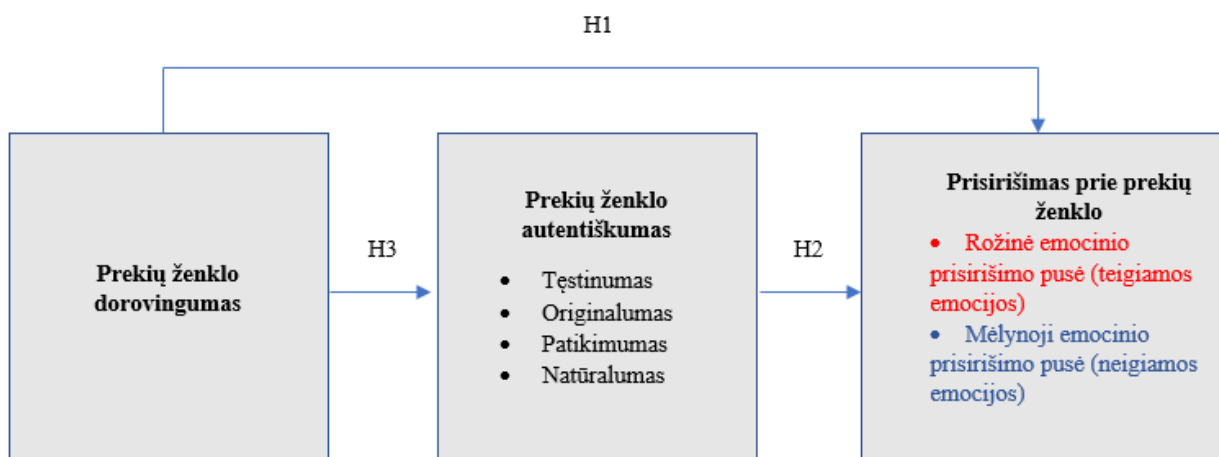 H1
Prekių ženklo
dorovingumas
H3
Prekių ženklo
autentiškumas
• Tęstinumas
• Originalumas
• Patikimumas
• Natūralumas
H2
Prisirišimas prie prekių
ženklo
• Rožinė emocinio
prisirišimo pusė (teigiamos
emocijos)
• Mėlynoji emocinio
prisirišimo pusė (neigiamos
emocijos)